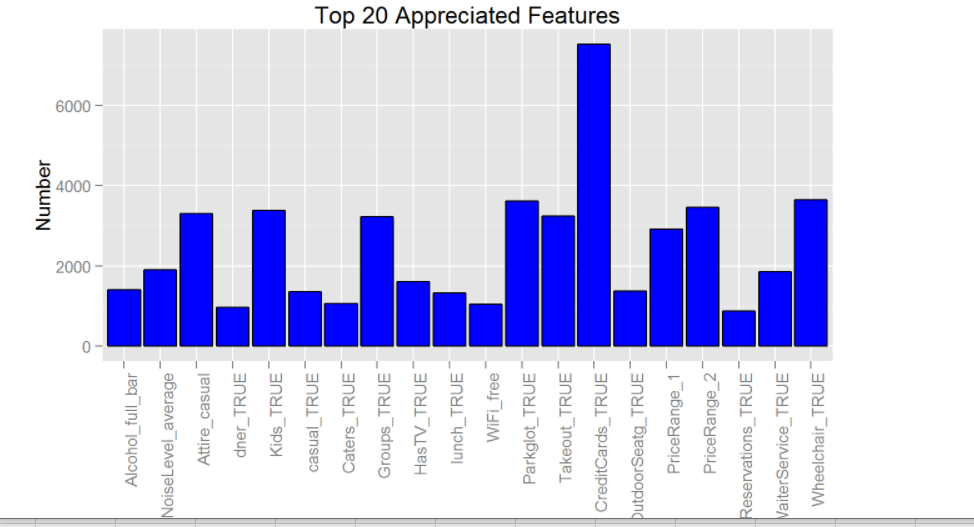 Top 20 Appreciated Features
Number
6000
4000
2000
0
Alcohol_full_bar
NoiseLevel_average
Attire_casual
dner_TRUE
Kids_TRUE
casual_TRUE
Caters_TRUE
Groups_TRUE
HasTV_TRUE
lunch_TRUE
WiFi_free
Parkglot_TRUE
Takeout_TRUE
CreditCards_TRUE
OutdoorSeatg_TRUE
PriceRange_1
PriceRange_2
Reservations_TRUE
WaiterService_TRUE
Wheelchair_TRUE